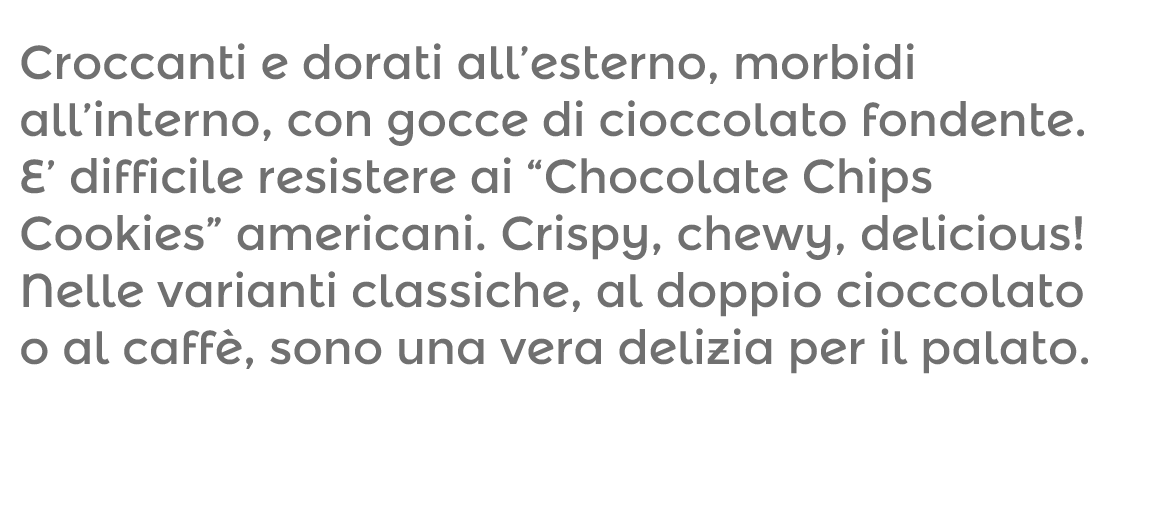 Croccanti e dorati all’esterno, morbidi
all’interno, con gocce di cioccolato fondente.
E’ difficile resistere ai “Chocolate Chips
Cookies” americani. Crispy, chewy, delicious!
Nelle varianti classiche, al doppio cioccolato
o al caffè, sono una vera delizia per il palato.